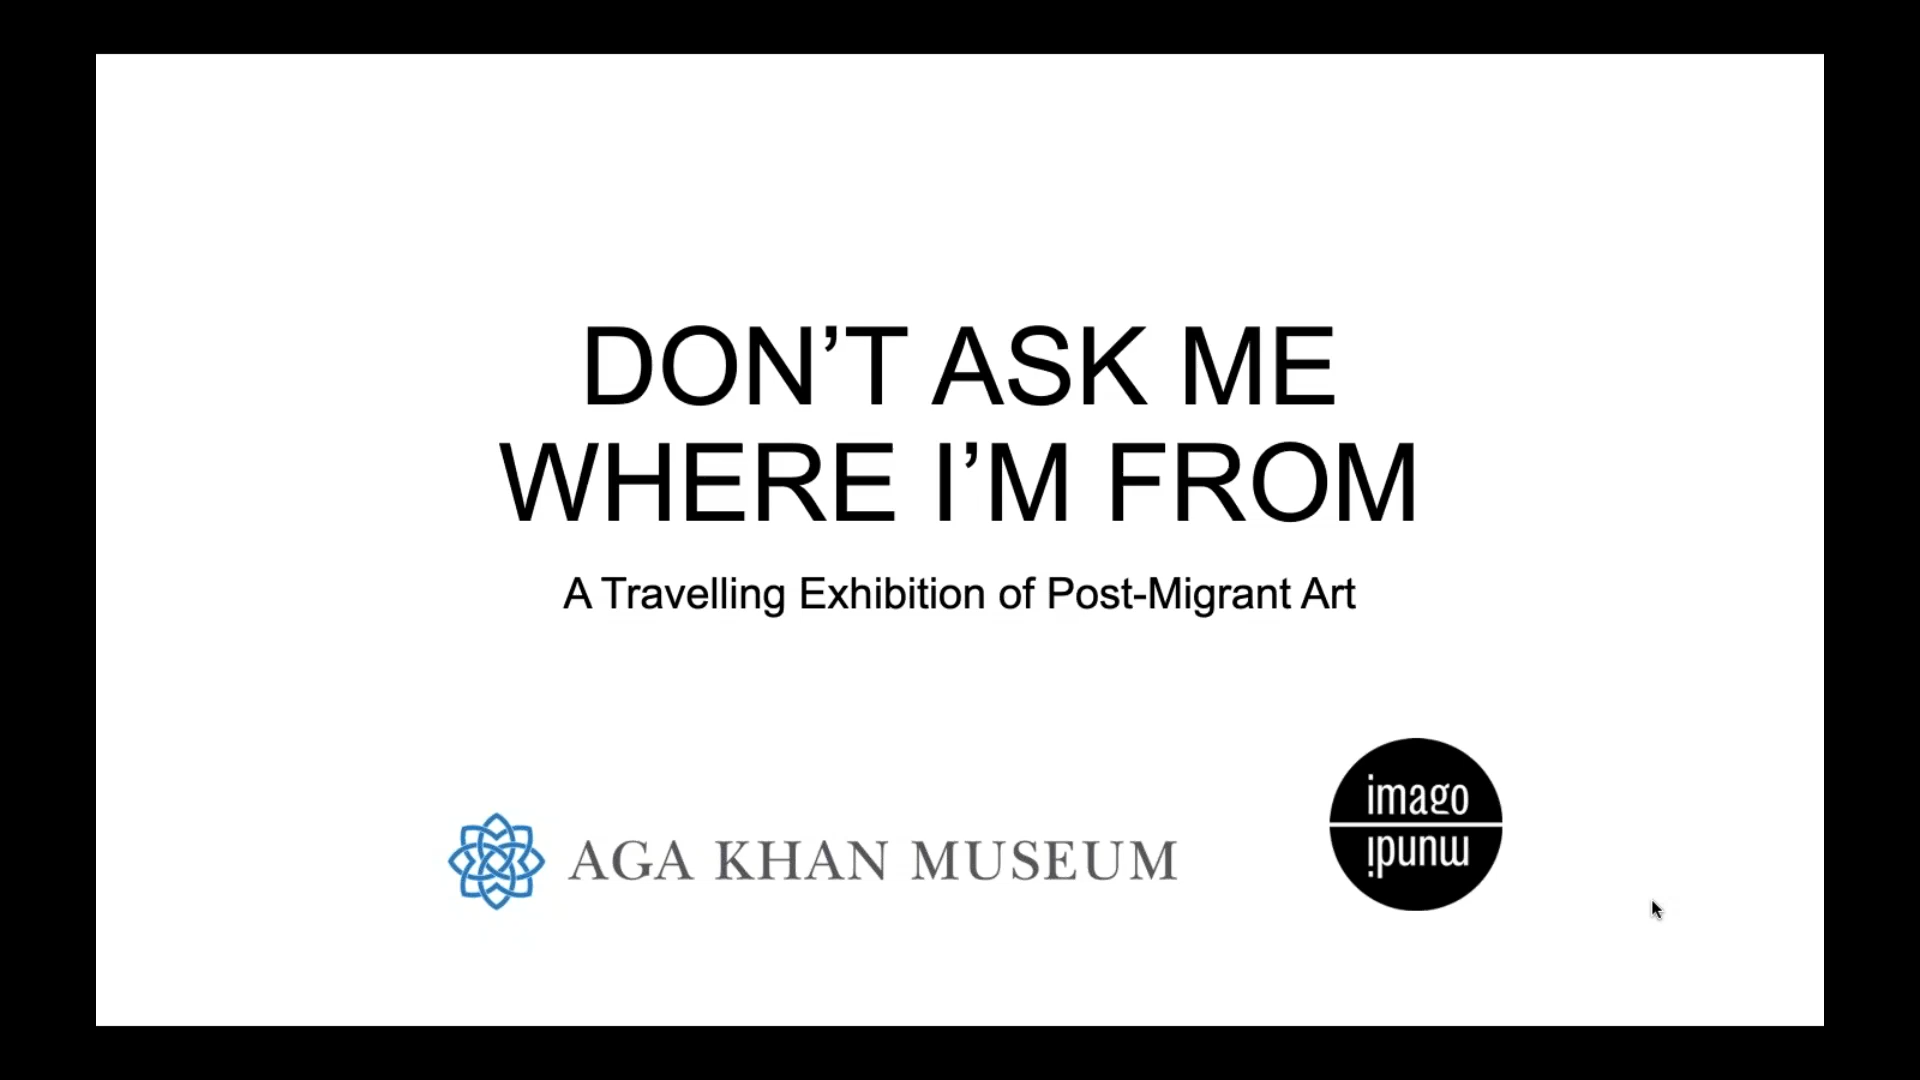 DON’T ASK ME
WHERE I’M FROM
A Travelling Exhibition of Post-Migrant Art
AGA KHAN MUSEUM
imago
mundi